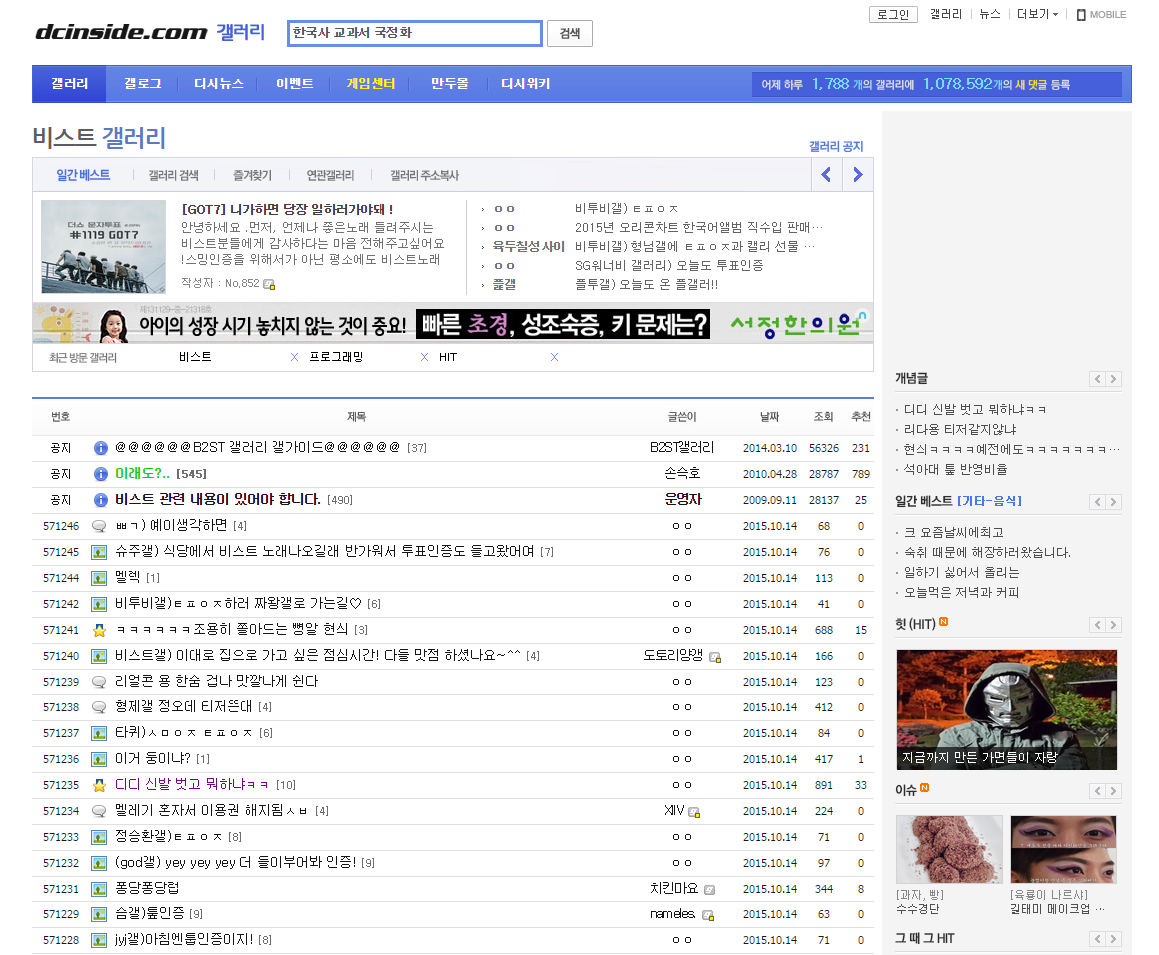 로그인 갤러리 뉴스 더보기 MOBILE
dcinside.com 갤러리 한국사 교과서 국정화 검색
갤러리 갤로그 디시뉴스 이벤트 게임센터 만두몰 디시위키 어제 하루 1,788 개의 갤러리에 1,078,592개의 새 댓글 등록
비스트 갤러리
갤러리 공지
일간 베스트 갤러리 검색 즐겨찾기 연관갤러리 갤러리 주소복사
더쇼 문자투표
#1119 GOT7
[GOT7] 니가하면 당장 일하러가야돼 !
안녕하세요 .먼저, 언제나 좋은노래 들려주시는
비스트분들에게 감사하다는 마음 전해주고싶어요
!스밍인증을 위해서가 아닌 평소에도 비스트노래
작성자 : No,852
ㅇㅇ 비투비갤) ㅌㅍㅇㅈ
ㅇㅇ 2015년 오리콘차트 한국어앨범 직수입 판매…
육두칠성 사이 비투비갤) 형님갤에 ㅌㅍㅇㅈ과 캘리 선물 …
ㅇㅇ SG워너비 갤러리) 오늘도 투표인증
플갤 플투갤) 오늘도 온 플갤러!!
제131129-중-21318호
아이의 성장 시기 놓치지 않는 것이 중요! 빠른 초경, 성조숙증, 키 문제는? 서정한의원
최근 방문 갤러리 비스트 X 프로그래밍 X HIT X
번호 제목 글쓴이 날짜 조회 추천
공지 @@@@@@B2ST 갤러리 갤가이드@@@@@@ [37] B2ST갤러리 2014.03.10 56326 231
공지 이래도?.. [545] 손슥호 2010.04.28 28787 789
공지 비스트 관련 내용이 있어야 합니다. [490] 운영자 2009.09.11 28137 25
571246 ㅃㄱ) 예이생각하면 [4] ㅇㅇ 2015.10.14 68 0
571245 슈주갤) 식당에서 비스트 노래나오길래 반가워서 투표인증도 들고왔어여 [7] ㅇㅇ 2015.10.14 76 0
571244 멜렉 [1] ㅇㅇ 2015.10.14 113 0
571242 비투비갤)ㅌㅍㅇㅈ하러 짜왕갤로 가는길♡ [6] ㅇㅇ 2015.10.14 41 0
571241 ㅋㅋㅋㅋㅋㅋ조용히 쫄아드는 뼝알 현식 [3] ㅇㅇ 2015.10.14 688 15
571240 비스트갤) 이대로 집으로 가고 싶은 점심시간! 다들 맛점 하셨나요~^^ [4] 도토리양갱 2015.10.14 166 0
571239 리얼콘 용 한숨 겁나 맛깔나게 쉰다 ㅇㅇ 2015.10.14 123 0
571238 형제갤 정오데 티저뜬대 [4] ㅇㅇ 2015.10.14 412 0
571237 타퀴)ㅅㅁㅇㅈ ㅌㅍㅇㅈ [6] ㅇㅇ 2015.10.14 84 0
571236 이거 둥이냐? [1] ㅇㅇ 2015.10.14 417 1
571235 디디 신발 벗고 뭐하냐ㅋㅋ [10] ㅇㅇ 2015.10.14 891 33
571234 멜레기 혼자서 이용권 해지됨ㅅㅂ [4] XIIV 2015.10.14 224 0
571233 정승환갤)ㅌㅍㅇㅈ [8] ㅇㅇ 2015.10.14 71 0
571232 (god갤) yey yey yey 더 들이부어봐 인증! [9] ㅇㅇ 2015.10.14 97 0
571231 퐁당퐁당럽 치킨마요 2015.10.14 344 8
571229 슴갤)툪인증 [9] nameles. 2015.10.14 63 0
571228 jyj갤)아침엔툽인증이지! [8] ㅇㅇ 2015.10.14 71 0
개념글
디디 신발 벗고 뭐하냐ㅋㅋ
리다용 티저같지않냐
현식ㅋㅋㅋㅋ예전에도ㅋㅋㅋㅋㅋㅋㅋ…
석아대 툪 반영비율
일간 베스트 [기타-음식]
크 요즘날씨에최고
숙취 때문에 해장하러왔습니다.
일하기 싫어서 올리는
오늘먹은 저녁과 커피
힛 (HIT) N
지금까지 만든 가면들이 자랑
이슈 N
[과자, 빵] [육룡이 나르샤]
수수경단 길태미 메이크업 …
그 때 그 HIT